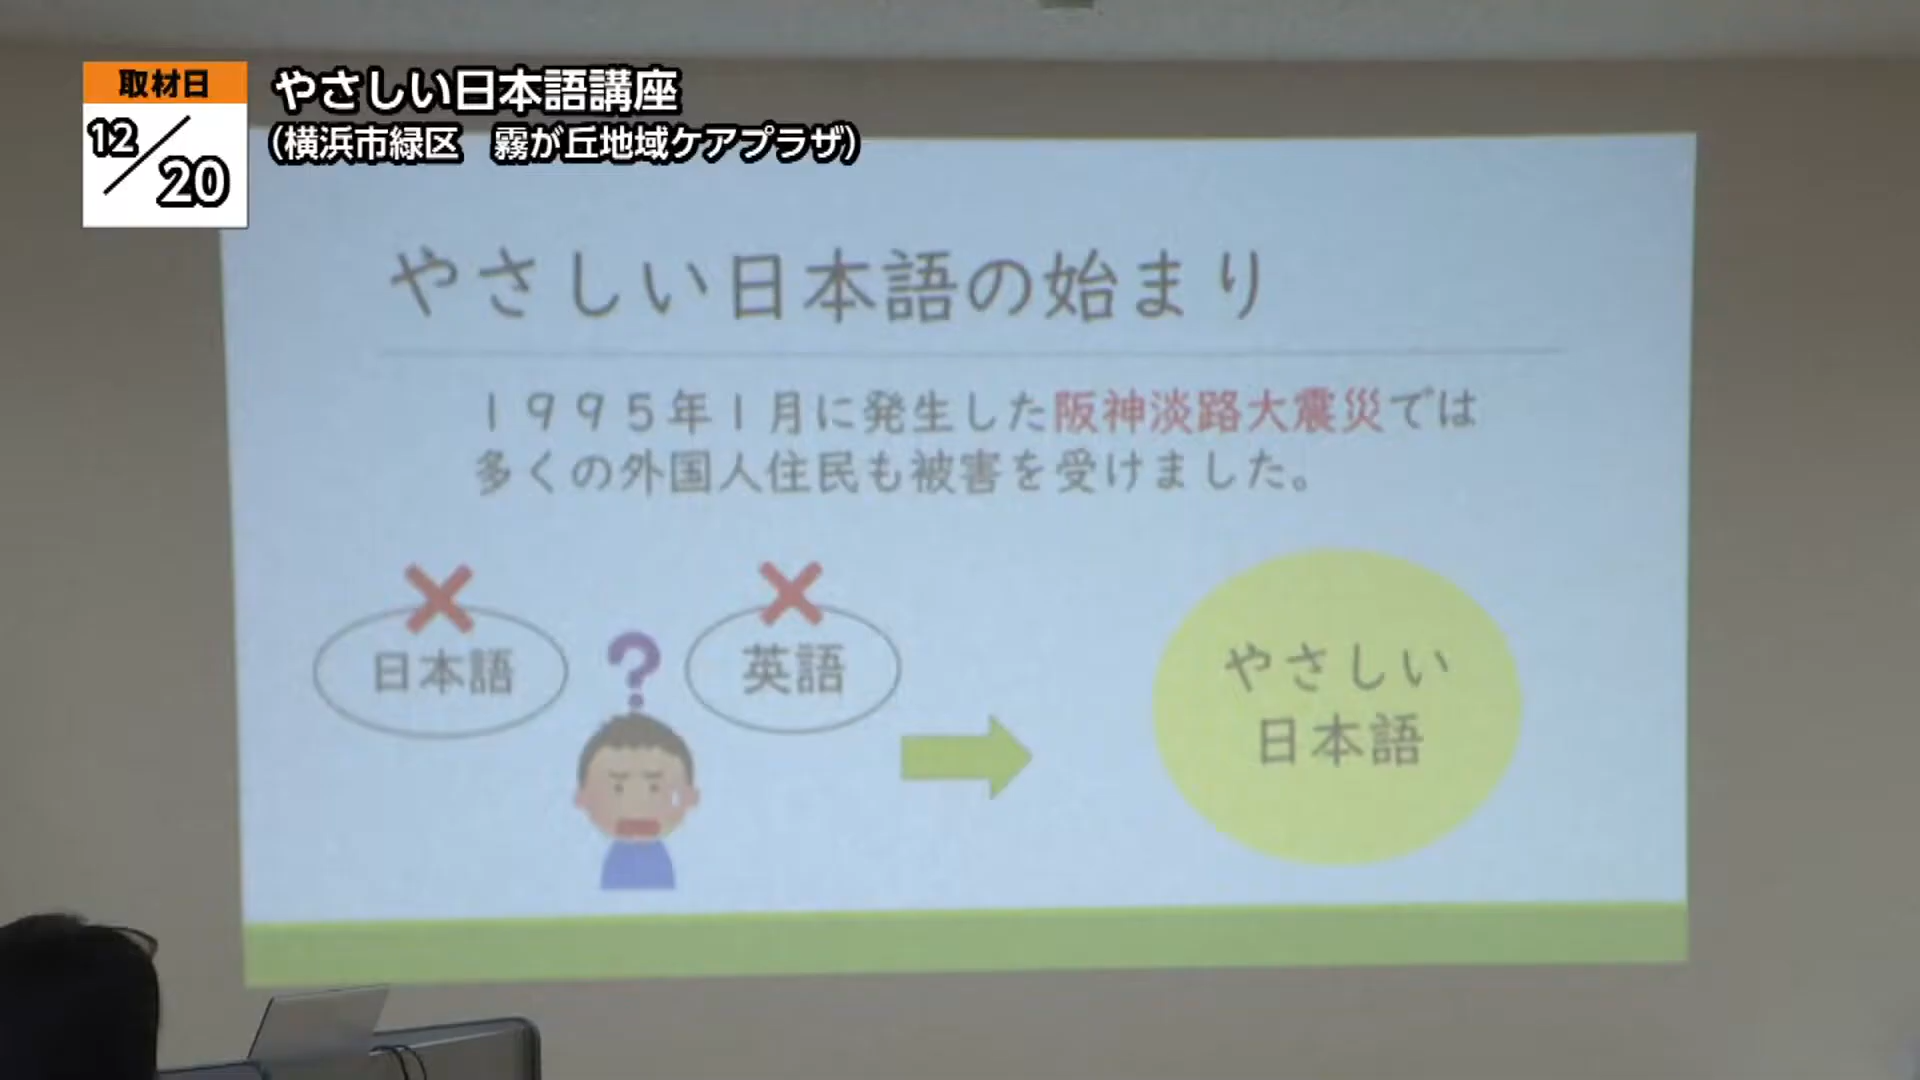 取材日
12/20
やさしい日本語講座
（横浜市緑区　霧が丘地域ケアプラザ）
やさしい日本語の始まり
１９９５年１月に発生した阪神淡路大震災では
多くの外国人住民も被害を受けました。
日本語
？
英語
やさしい
日本語